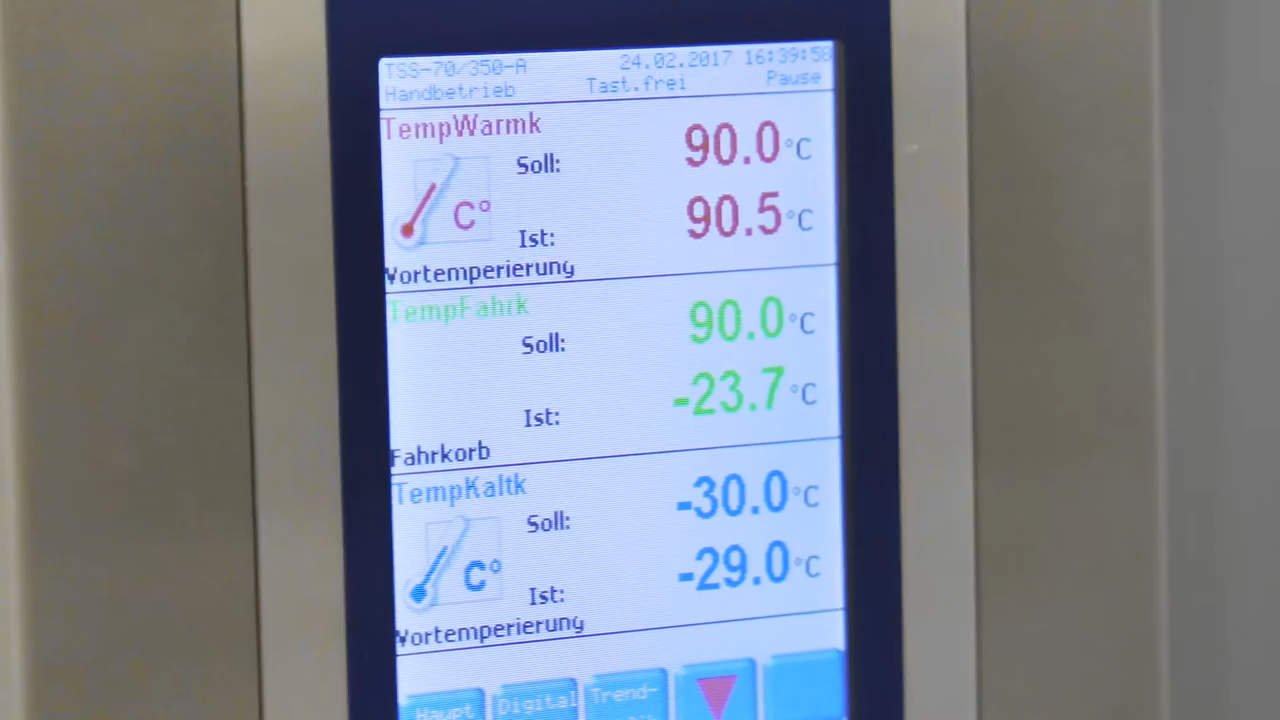 TSS-70/350-A 24.02.2017 16:39:58
Handbetrieb Tast.frei Pause
TempWarmk
Soll: 90.0 °C
C°
Ist: 90.5 °C
Vortemperierung
TempFahrk
Soll: 90.0 °C
Ist: -23.7 °C
Fahrkorb
TempKaltk
Soll: -30.0 °C
C°
Ist: -29.0 °C
Vortemperierung
Haupt Digital Trend-